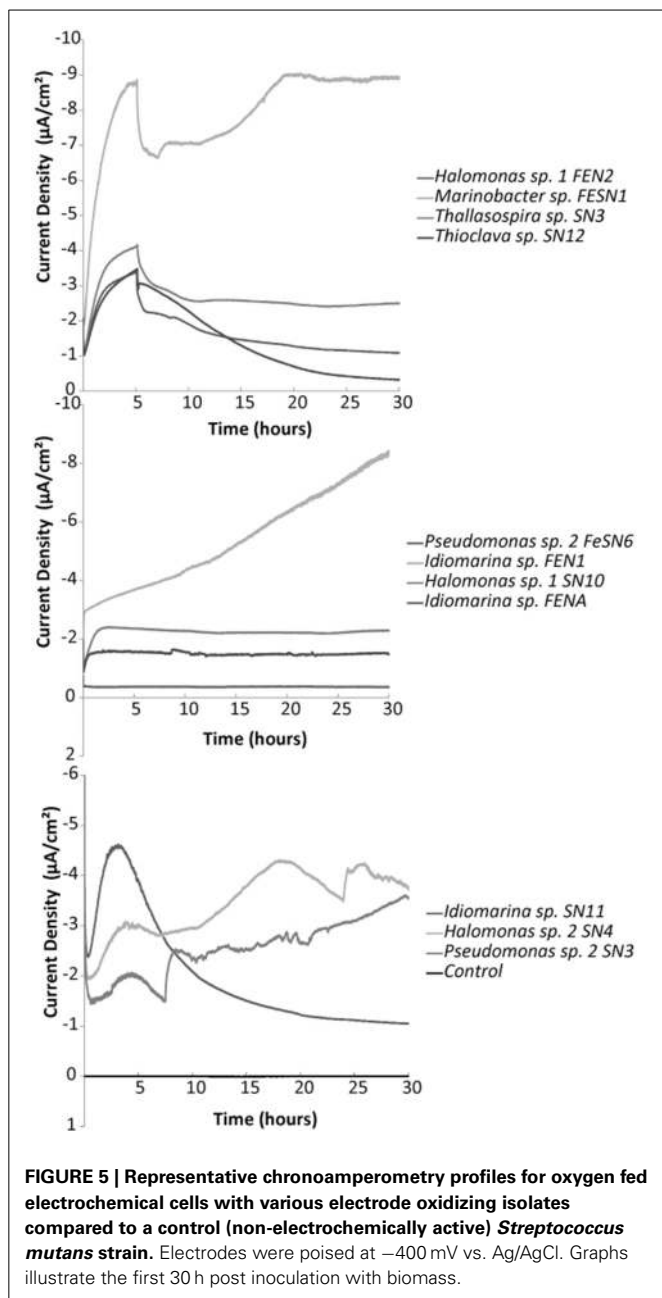 -10
-9
-8
-7
-6
-5
-4
-3
-2
-1
0
Current Density (µA/cm²)
5 10 15 20 25 30
Time (hours)
Halomonas sp. 1 FEN2
Marinobacter sp. FESN1
Thallasospira sp. SN3
Thioclava sp. SN12
-10
-8
-6
-4
-2
0
2
Current Density (µA/cm²)
5 10 15 20 25 30
Time (hours)
Pseudomonas sp. 2 FeSN6
Idiomarina sp. FEN1
Halomonas sp. 1 SN10
Idiomarina sp. FENA
-6
-5
-4
-3
-2
-1
0
1
Current Density (µA/cm²)
5 10 15 20 25 30
Time (hours)
Idiomarina sp. SN11
Halomonas sp. 2 SN4
Pseudomonas sp. 2 SN3
Control
FIGURE 5 | Representative chronoamperometry profiles for oxygen fed
electrochemical cells with various electrode oxidizing isolates
compared to a control (non-electrochemically active) Streptococcus
mutans strain. Electrodes were poised at −400 mV vs. Ag/AgCl. Graphs
illustrate the first 30 h post inoculation with biomass.